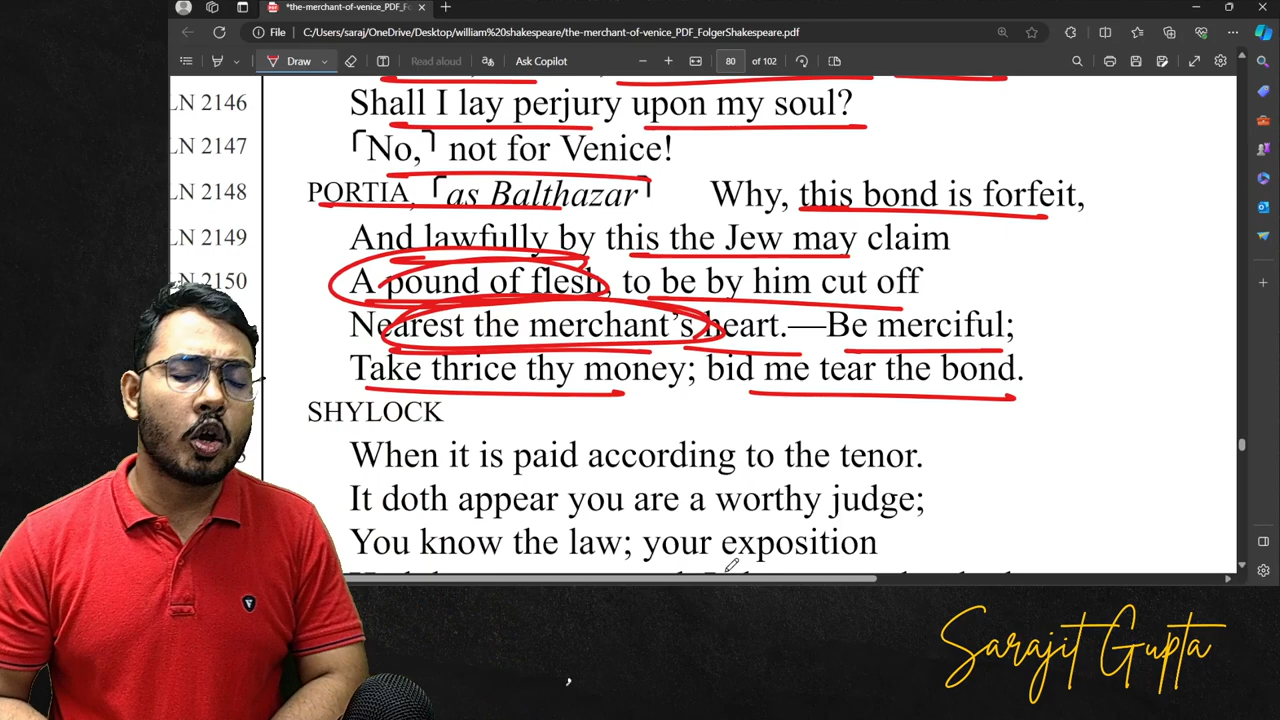 *the-merchant-of-venice_PDF_Fo
File C:/Users/saraj/OneDrive/Desktop/william%20shakespeare/the-merchant-of-venice_PDF_FolgerShakespeare.pdf
Draw Read aloud Ask Copilot 80 of 102
LN 2146 Shall I lay perjury upon my soul?
LN 2147 ⌜No,⌝ not for Venice!
LN 2148 PORTIA, ⌜as Balthazar⌝ Why, this bond is forfeit,
LN 2149 And lawfully by this the Jew may claim
LN 2150 A pound of flesh, to be by him cut off
Nearest the merchant’s heart.—Be merciful;
Take thrice thy money; bid me tear the bond.
SHYLOCK
When it is paid according to the tenor.
It doth appear you are a worthy judge;
You know the law; your exposition
Sarajit Gupta